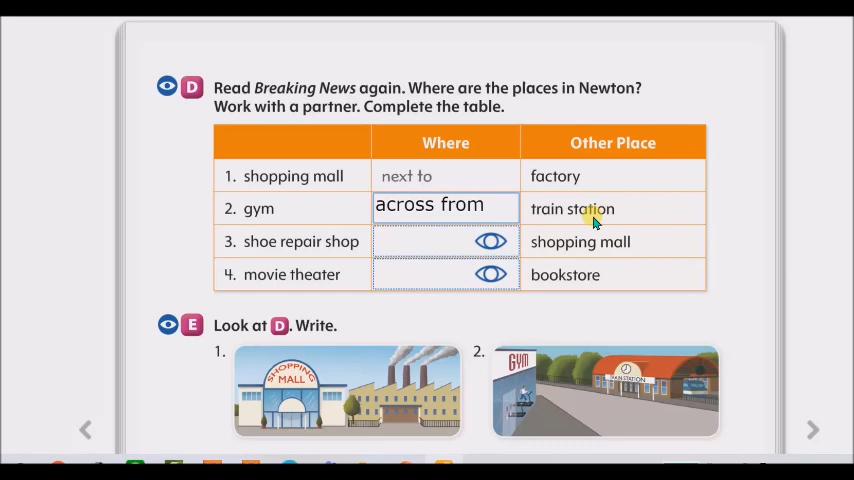 D Read Breaking News again. Where are the places in Newton?
Work with a partner. Complete the table.
Where Other Place
1. shopping mall next to factory
2. gym across from train station
3. shoe repair shop shopping mall
4. movie theater bookstore
E Look at D. Write.
1. 2.
SHOPPING MALL
GYM
TRAIN STATION